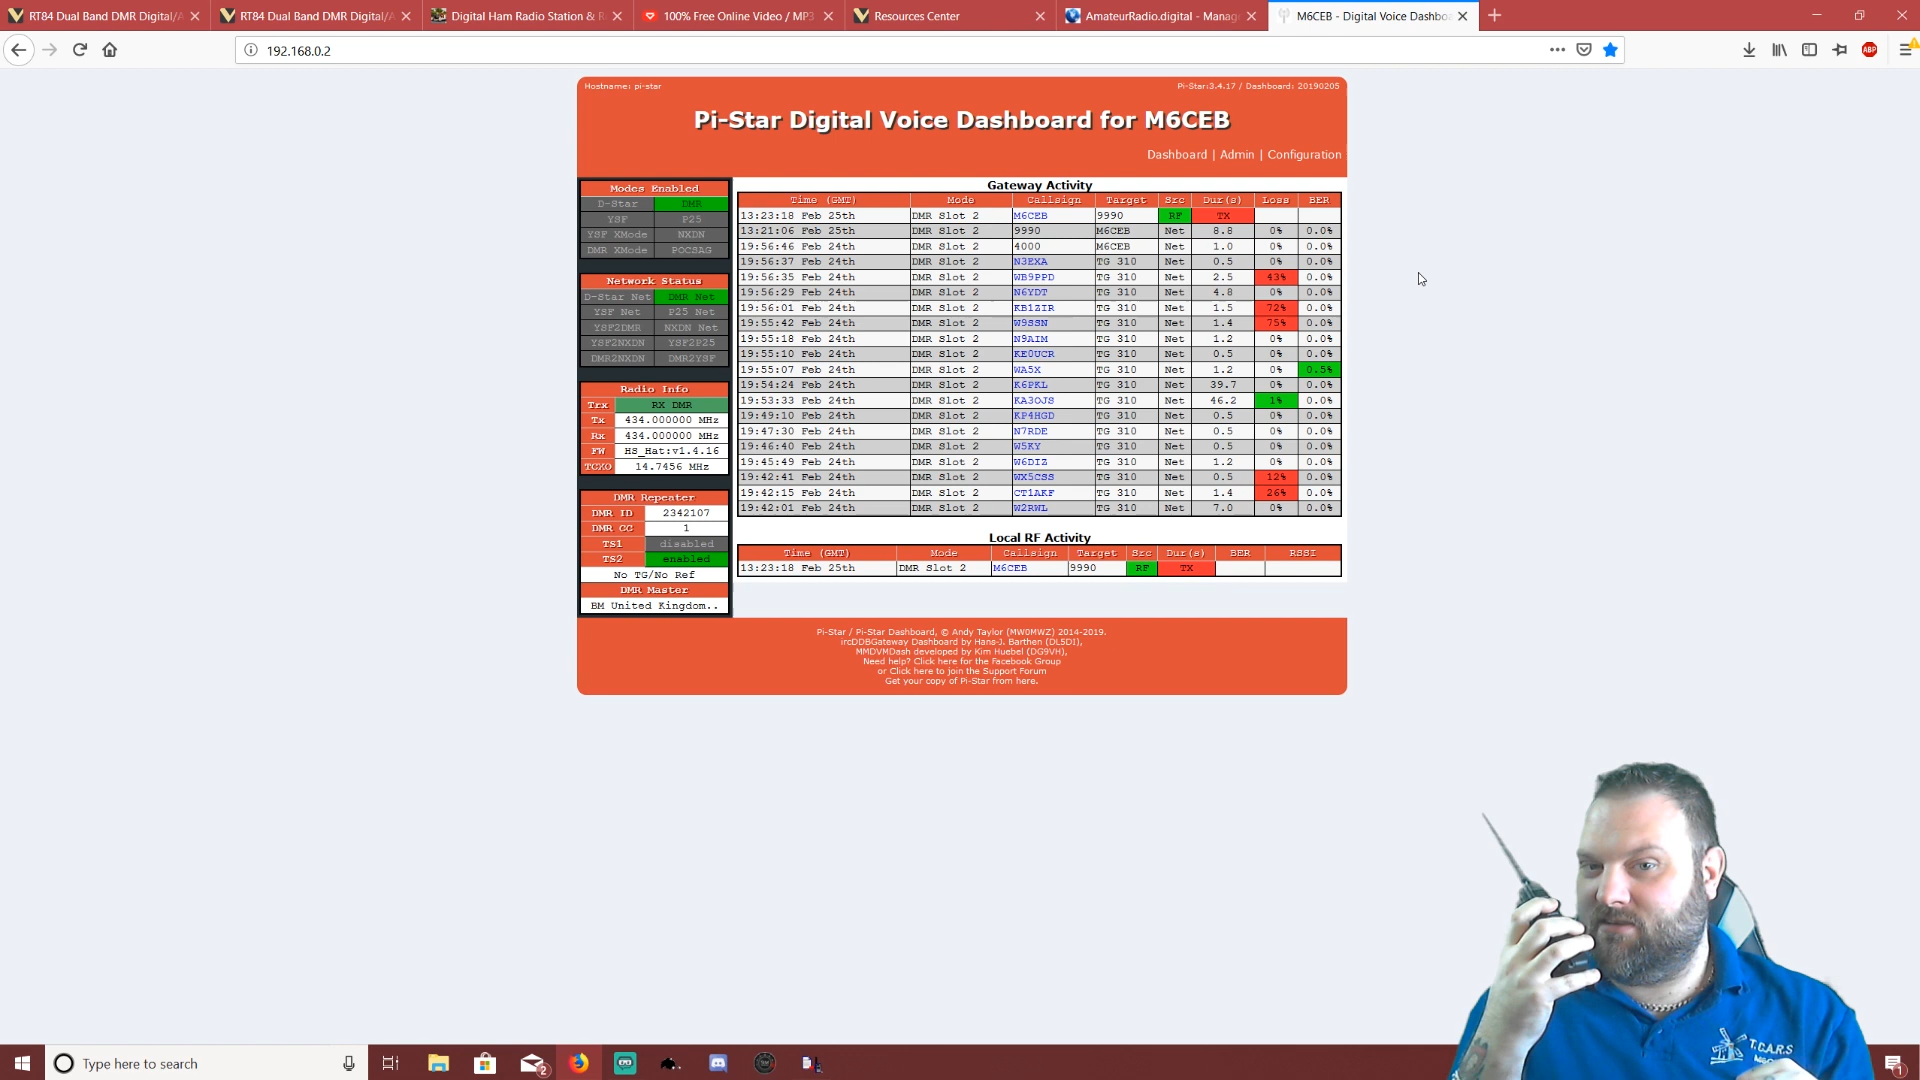 RT84 Dual Band DMR Digital/A
RT84 Dual Band DMR Digital/A
Digital Ham Radio Station & R
100% Free Online Video / MP3
Resources Center
AmateurRadio.digital - Manag
M6CEB - Digital Voice Dashbo
192.168.0.2
ABP
Hostname: pi-star
Pi-Star:3.4.17 / Dashboard: 20190205
Pi-Star Digital Voice Dashboard for M6CEB
Dashboard | Admin | Configuration
Modes Enabled
D-Star DMR
YSF P25
YSF XMode NXDN
DMR XMode POCSAG
Network Status
D-Star Net DMR Net
YSF Net P25 Net
YSF2DMR NXDN Net
YSF2NXDN YSF2P25
DMR2NXDN DMR2YSF
Radio Info
Trx RX DMR
Tx 434.000000 MHz
Rx 434.000000 MHz
FW HS_Hat:v1.4.16
TCXO 14.7456 MHz
DMR Repeater
DMR ID 2342107
DMR CC 1
TS1 disabled
TS2 enabled
No TG/No Ref
DMR Master
BM United Kingdom..
Gateway Activity
Time (GMT) Mode Callsign Target Src Dur(s) Loss BER
13:23:18 Feb 25th DMR Slot 2 M6CEB 9990 RF TX
13:21:06 Feb 25th DMR Slot 2 9990 M6CEB Net 8.8 0% 0.0%
19:56:46 Feb 24th DMR Slot 2 4000 M6CEB Net 1.0 0% 0.0%
19:56:37 Feb 24th DMR Slot 2 N3EXA TG 310 Net 0.5 0% 0.0%
19:56:35 Feb 24th DMR Slot 2 WB9PPD TG 310 Net 2.5 43% 0.0%
19:56:29 Feb 24th DMR Slot 2 N6YDT TG 310 Net 4.8 0% 0.0%
19:56:01 Feb 24th DMR Slot 2 KB1ZIR TG 310 Net 1.5 72% 0.0%
19:55:42 Feb 24th DMR Slot 2 W9SSN TG 310 Net 1.4 75% 0.0%
19:55:18 Feb 24th DMR Slot 2 N9AIM TG 310 Net 1.2 0% 0.0%
19:55:10 Feb 24th DMR Slot 2 KE0UCR TG 310 Net 0.5 0% 0.0%
19:55:07 Feb 24th DMR Slot 2 WA5X TG 310 Net 1.2 0% 0.5%
19:54:24 Feb 24th DMR Slot 2 K6PKL TG 310 Net 39.7 0% 0.0%
19:53:33 Feb 24th DMR Slot 2 KA3OJS TG 310 Net 46.2 1% 0.0%
19:49:10 Feb 24th DMR Slot 2 KP4HGD TG 310 Net 0.5 0% 0.0%
19:47:30 Feb 24th DMR Slot 2 N7RDE TG 310 Net 0.5 0% 0.0%
19:46:40 Feb 24th DMR Slot 2 W5KY TG 310 Net 0.5 0% 0.0%
19:45:49 Feb 24th DMR Slot 2 W6DIZ TG 310 Net 1.2 0% 0.0%
19:42:41 Feb 24th DMR Slot 2 WX5CSS TG 310 Net 0.5 12% 0.0%
19:42:15 Feb 24th DMR Slot 2 CT1AKF TG 310 Net 1.4 26% 0.0%
19:42:01 Feb 24th DMR Slot 2 W2RWL TG 310 Net 7.0 0% 0.0%
Local RF Activity
Time (GMT) Mode Callsign Target Src Dur(s) BER RSSI
13:23:18 Feb 25th DMR Slot 2 M6CEB 9990 RF TX
Pi-Star / Pi-Star Dashboard, © Andy Taylor (MW0MWZ) 2014-2019.
ircDDBGateway Dashboard by Hans-J. Barthen (DL5DI),
MMDVMDash developed by Kim Huebel (DG9VH),
Need help? Click here for the Facebook Group
or Click here to join the Support Forum
Get your copy of Pi-Star from here.
T.C.A.R.S
Type here to search
2
1